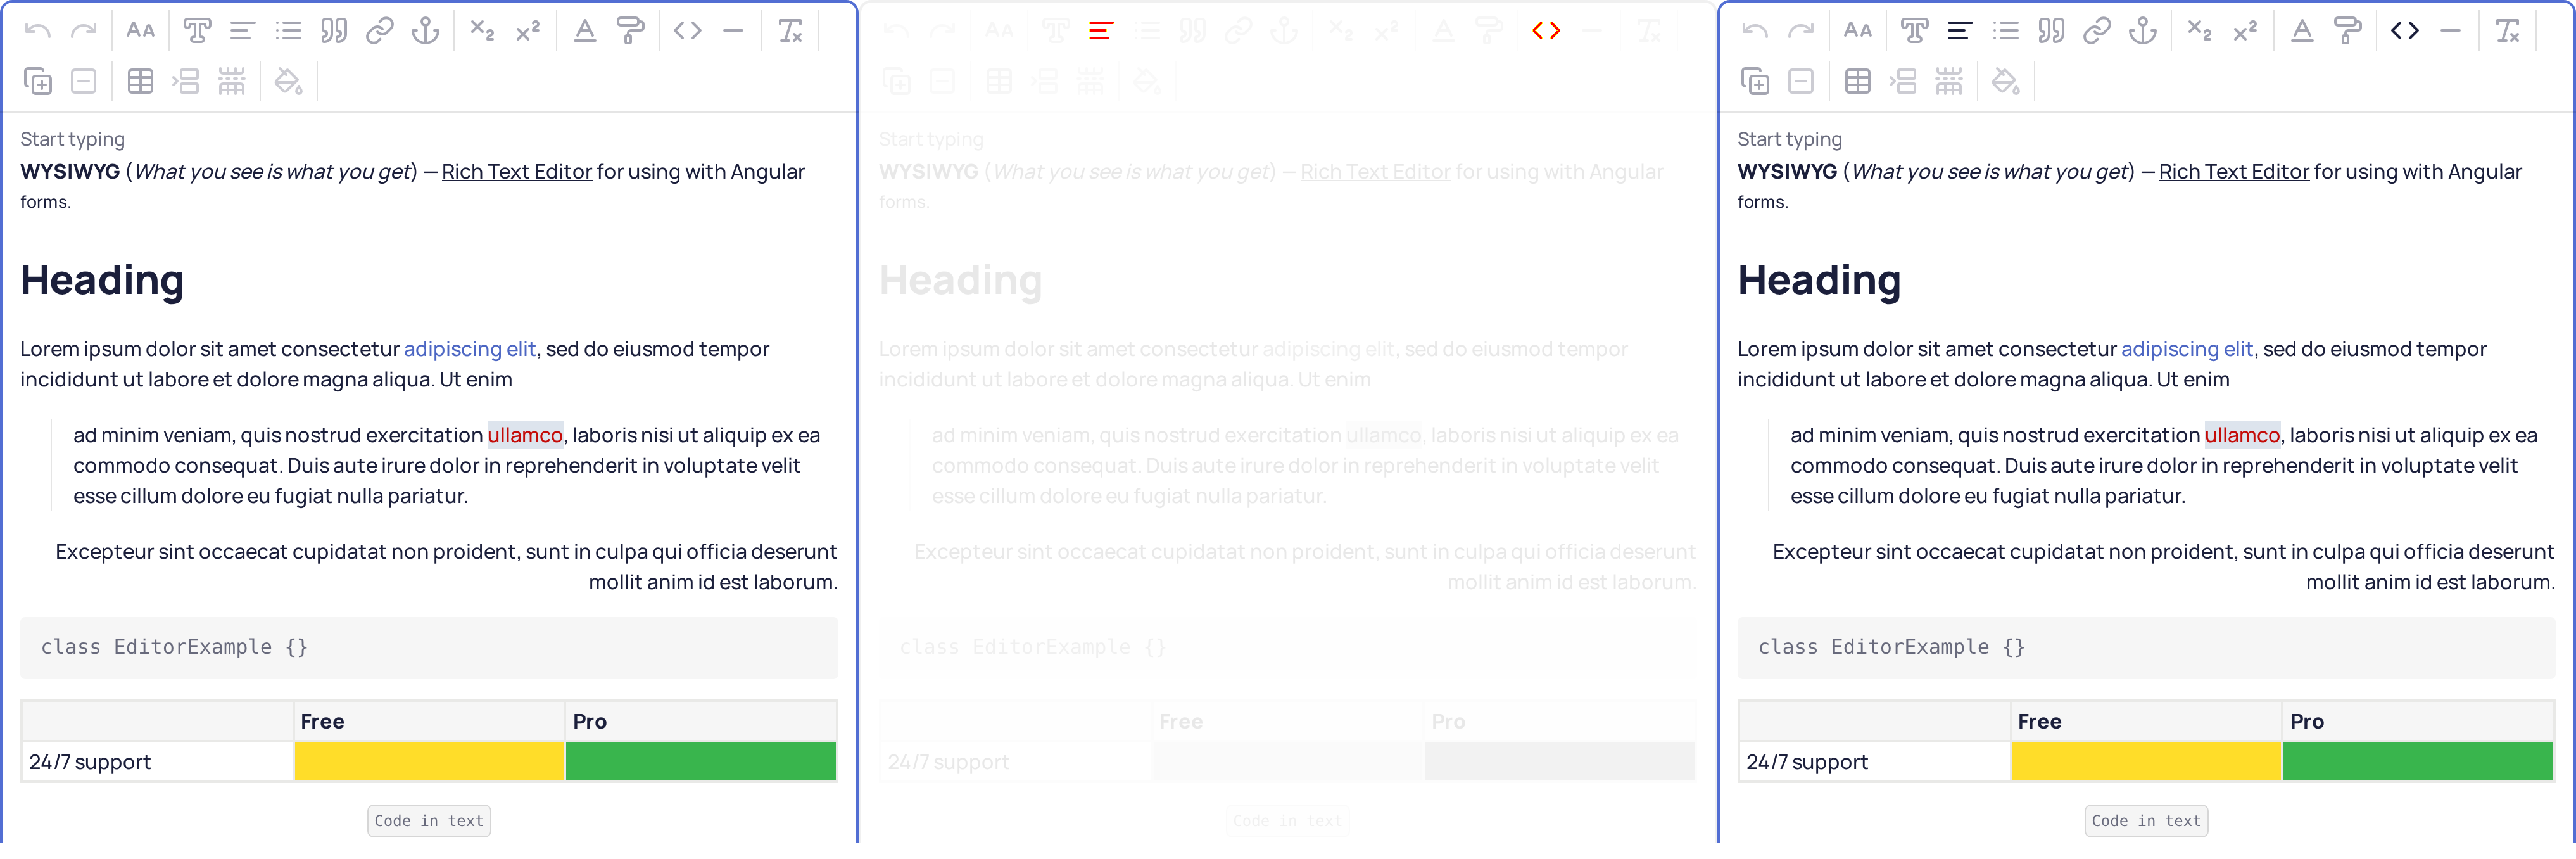 Start typing
WYSIWYG (What you see is what you get) — Rich Text Editor for using with Angular
forms.
Heading
Lorem ipsum dolor sit amet consectetur adipiscing elit, sed do eiusmod tempor
incididunt ut labore et dolore magna aliqua. Ut enim
ad minim veniam, quis nostrud exercitation ullamco, laboris nisi ut aliquip ex ea
commodo consequat. Duis aute irure dolor in reprehenderit in voluptate velit
esse cillum dolore eu fugiat nulla pariatur.
Excepteur sint occaecat cupidatat non proident, sunt in culpa qui officia deserunt
mollit anim id est laborum.
class EditorExample {}
Free Pro
24/7 support
Code in text
Start typing
WYSIWYG (What you see is what you get) — Rich Text Editor for using with Angular
forms.
Heading
Lorem ipsum dolor sit amet consectetur adipiscing elit, sed do eiusmod tempor
incididunt ut labore et dolore magna aliqua. Ut enim
ad minim veniam, quis nostrud exercitation ullamco, laboris nisi ut aliquip ex ea
commodo consequat. Duis aute irure dolor in reprehenderit in voluptate velit
esse cillum dolore eu fugiat nulla pariatur.
Excepteur sint occaecat cupidatat non proident, sunt in culpa qui officia deserunt
mollit anim id est laborum.
class EditorExample {}
Free Pro
24/7 support
Code in text
Start typing
WYSIWYG (What you see is what you get) — Rich Text Editor for using with Angular
forms.
Heading
Lorem ipsum dolor sit amet consectetur adipiscing elit, sed do eiusmod tempor
incididunt ut labore et dolore magna aliqua. Ut enim
ad minim veniam, quis nostrud exercitation ullamco, laboris nisi ut aliquip ex ea
commodo consequat. Duis aute irure dolor in reprehenderit in voluptate velit
esse cillum dolore eu fugiat nulla pariatur.
Excepteur sint occaecat cupidatat non proident, sunt in culpa qui officia deserunt
mollit anim id est laborum.
class EditorExample {}
Free Pro
24/7 support
Code in text